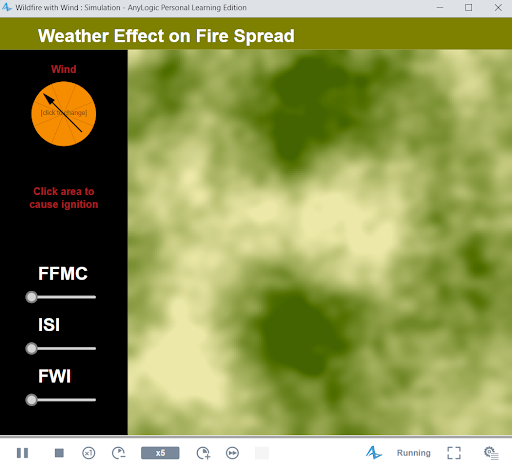 Wildfire with Wind : Simulation - AnyLogic Personal Learning Edition
Weather Effect on Fire Spread
Wind
[click to change]
Click area to
cause ignition
FFMC
ISI
FWI
x1
x5
Running